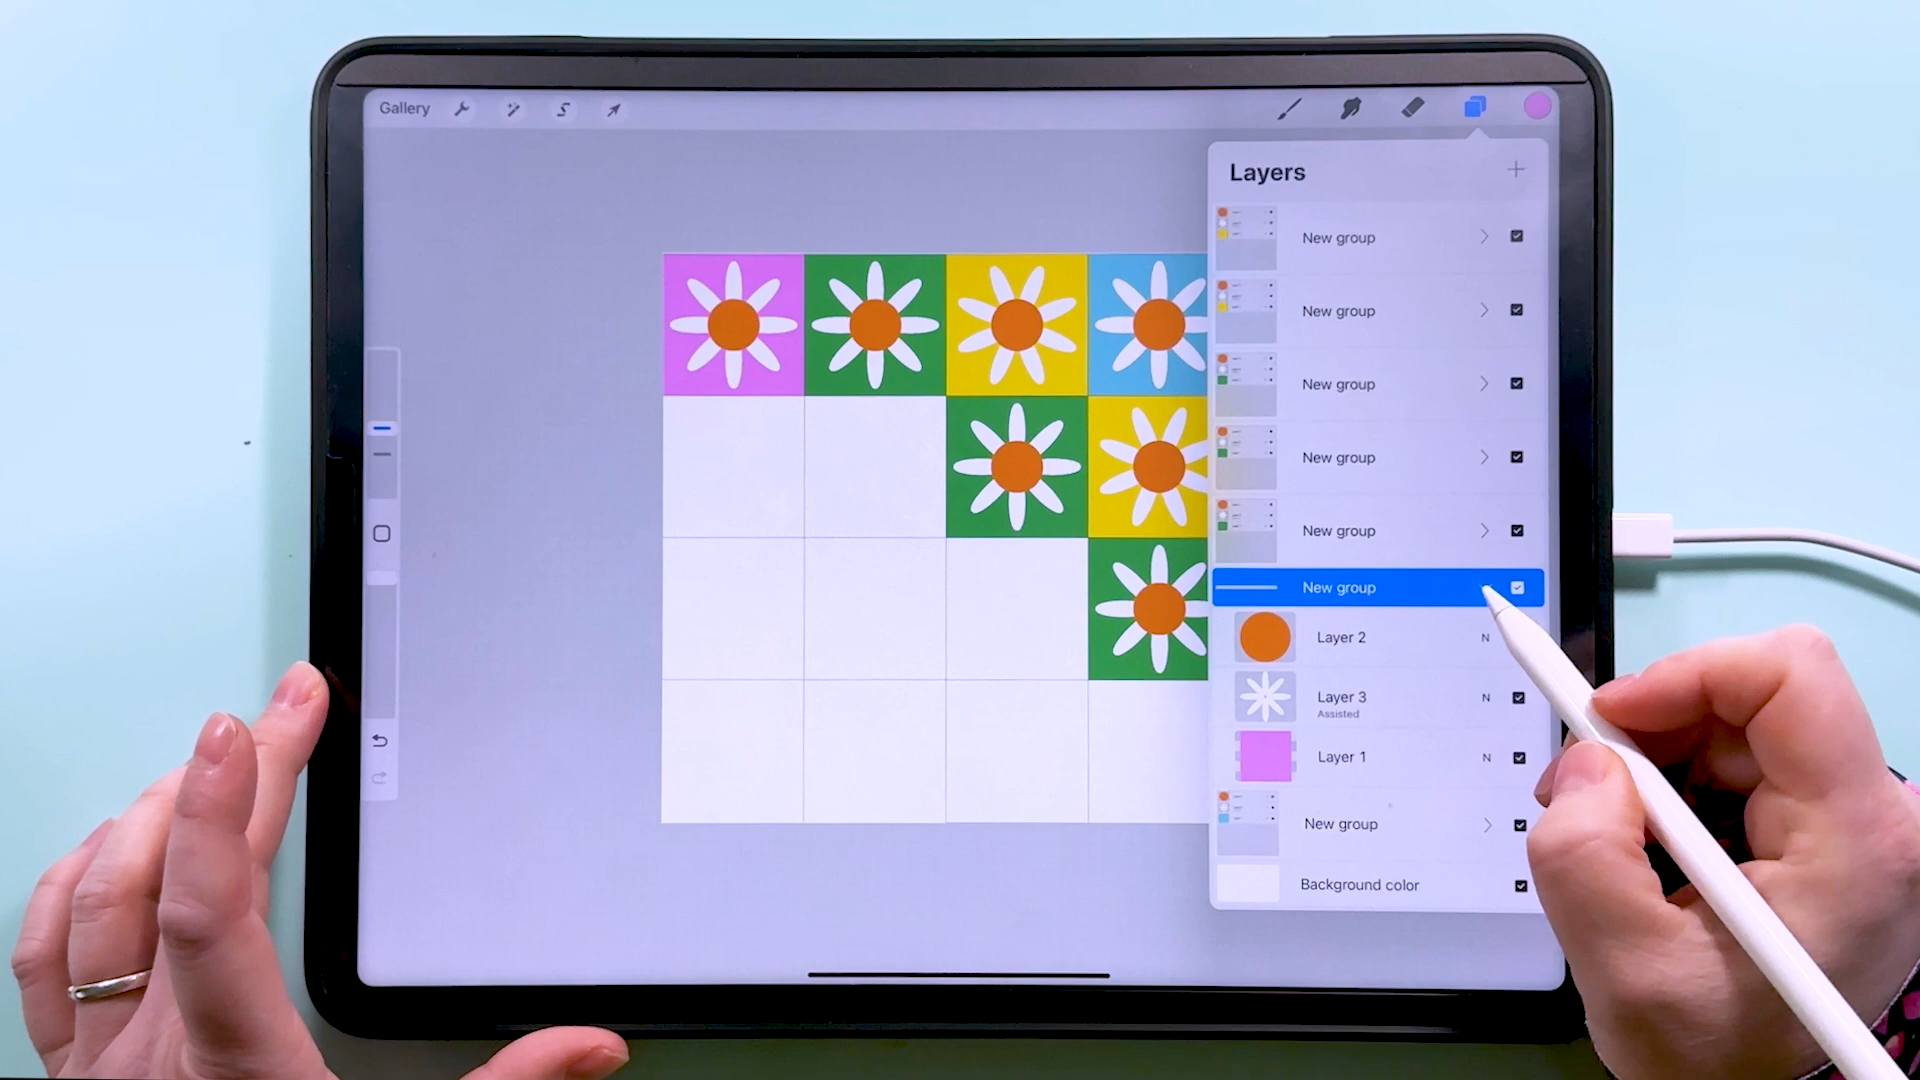 Gallery
Layers
New group
New group
New group
New group
New group
New group
Layer 2
N
Layer 3
N
Assisted
Layer 1
N
New group
Background color